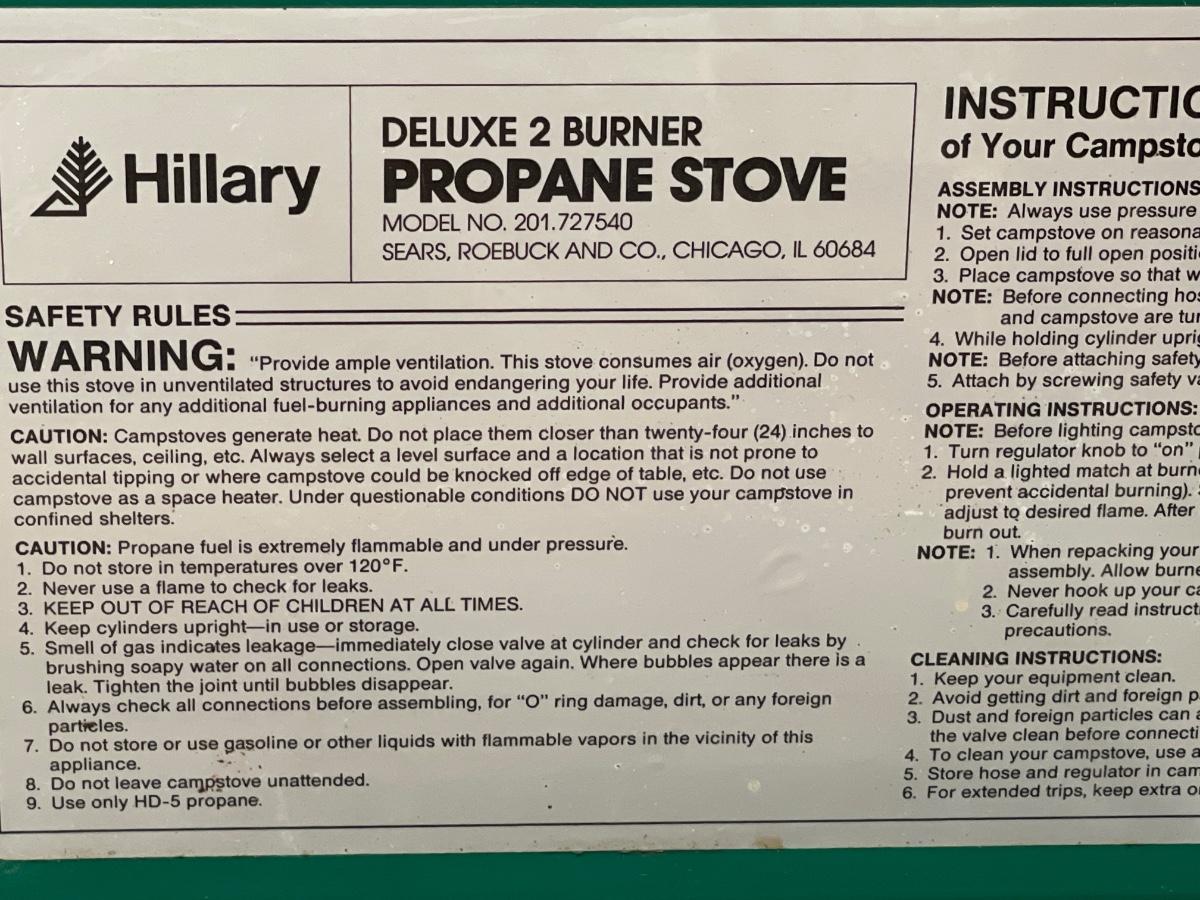 Hillary
DELUXE 2 BURNER
PROPANE STOVE
MODEL NO. 201.727540
SEARS, ROEBUCK AND CO., CHICAGO, IL 60684
SAFETY RULES
WARNING: “Provide ample ventilation. This stove consumes air (oxygen). Do not
use this stove in unventilated structures to avoid endangering your life. Provide additional
ventilation for any additional fuel-burning appliances and additional occupants.”
CAUTION: Campstoves generate heat. Do not place them closer than twenty-four (24) inches to
wall surfaces, ceiling, etc. Always select a level surface and a location that is not prone to
accidental tipping or where campstove could be knocked off edge of table, etc. Do not use
campstove as a space heater. Under questionable conditions DO NOT use your campstove in
confined shelters.
CAUTION: Propane fuel is extremely flammable and under pressure.
1. Do not store in temperatures over 120°F.
2. Never use a flame to check for leaks.
3. KEEP OUT OF REACH OF CHILDREN AT ALL TIMES.
4. Keep cylinders upright—in use or storage.
5. Smell of gas indicates leakage—immediately close valve at cylinder and check for leaks by
brushing soapy water on all connections. Open valve again. Where bubbles appear there is a
leak. Tighten the joint until bubbles disappear.
6. Always check all connections before assembling, for “O” ring damage, dirt, or any foreign
particles.
7. Do not store or use gasoline or other liquids with flammable vapors in the vicinity of this
appliance.
8. Do not leave campstove unattended.
9. Use only HD-5 propane.
INSTRUCTIO
of Your Campsto
ASSEMBLY INSTRUCTIONS
NOTE: Always use pressure
1. Set campstove on reasona
2. Open lid to full open positi
3. Place campstove so that w
NOTE: Before connecting hos
and campstove are tur
4. While holding cylinder uprig
NOTE: Before attaching safety
5. Attach by screwing safety va
OPERATING INSTRUCTIONS:
NOTE: Before lighting campsto
1. Turn regulator knob to “on”
2. Hold a lighted match at burn
prevent accidental burning).
adjust to desired flame. After
burn out.
NOTE: 1. When repacking your
assembly. Allow burne
2. Never hook up your ca
3. Carefully read instructi
precautions.
CLEANING INSTRUCTIONS:
1. Keep your equipment clean.
2. Avoid getting dirt and foreign p
3. Dust and foreign particles can a
the valve clean before connecti
4. To clean your campstove, use a
5. Store hose and regulator in cam
6. For extended trips, keep extra o